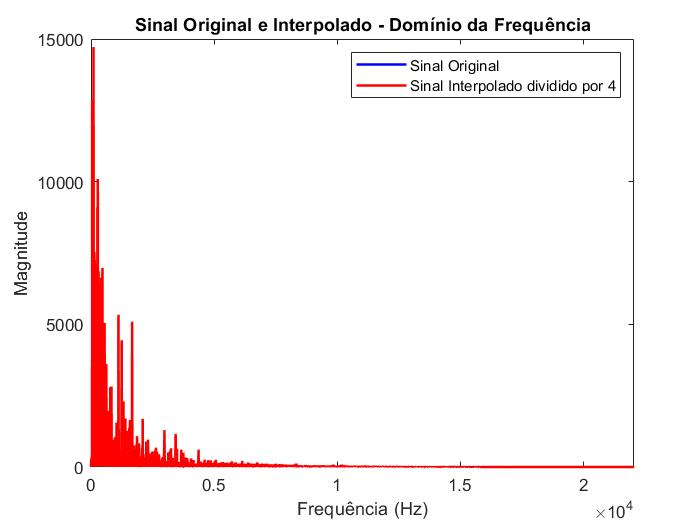 Sinal Original e Interpolado - Domínio da Frequência
Sinal Original
Sinal Interpolado dividido por 4
15000
10000
5000
0
Magnitude
0 0.5 1 1.5 2
×10^4
Frequência (Hz)